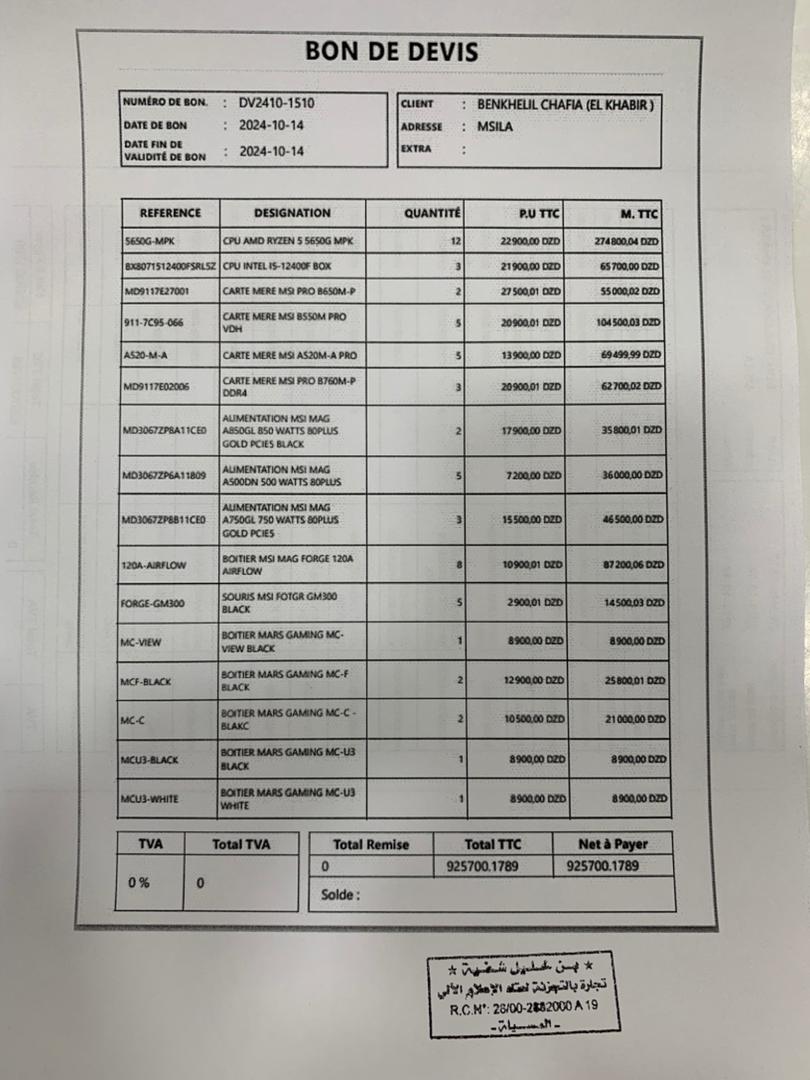 BON DE DEVIS
NUMÉRO DE BON. : DV2410-1510
DATE DE BON : 2024-10-14
DATE FIN DE
VALIDITÉ DE BON : 2024-10-14
CLIENT : BENKHELIL CHAFIA (EL KHABIR )
ADRESSE : MSILA
EXTRA :
REFERENCE DESIGNATION QUANTITÉ P.U TTC M. TTC
5650G-MPK CPU AMD RYZEN 5 5650G MPK 12 22 900,00 DZD 274 800,04 DZD
BX8071512400FSRL5Z CPU INTEL I5-12400F BOX 3 21 900,00 DZD 65 700,00 DZD
MD9117E27001 CARTE MERE MSI PRO B650M-P 2 27 500,01 DZD 55 000,02 DZD
911-7C95-066 CARTE MERE MSI B550M PRO
VDH 5 20 900,01 DZD 104 500,03 DZD
A520-M-A CARTE MERE MSI A520M-A PRO 5 13 900,00 DZD 69 499,99 DZD
MD9117E02006 CARTE MERE MSI PRO B760M-P
DDR4 3 20 900,01 DZD 62 700,02 DZD
MD3067ZP8A11CE0 ALIMENTATION MSI MAG
A850GL 850 WATTS 80PLUS
GOLD PCIES BLACK 2 17 900,00 DZD 35 800,01 DZD
MD3067ZP6A11809 ALIMENTATION MSI MAG
A500DN 500 WATTS 80PLUS 5 7 200,00 DZD 36 000,00 DZD
MD3067ZP8B11CE0 ALIMENTATION MSI MAG
A750GL 750 WATTS 80PLUS
GOLD PCIES 3 15 500,00 DZD 46 500,00 DZD
120A-AIRFLOW BOITIER MSI MAG FORGE 120A
AIRFLOW 8 10 900,01 DZD 87 200,06 DZD
FORGE-GM300 SOURIS MSI FOTGR GM300
BLACK 5 2 900,01 DZD 14 500,03 DZD
MC-VIEW BOITIER MARS GAMING MC-
VIEW BLACK 1 8 900,00 DZD 8 900,00 DZD
MCF-BLACK BOITIER MARS GAMING MC-F
BLACK 2 12 900,00 DZD 25 800,01 DZD
MC-C BOITIER MARS GAMING MC-C -
BLAKC 2 10 500,00 DZD 21 000,00 DZD
MCU3-BLACK BOITIER MARS GAMING MC-U3
BLACK 1 8 900,00 DZD 8 900,00 DZD
MCU3-WHITE BOITIER MARS GAMING MC-U3
WHITE 1 8 900,00 DZD 8 900,00 DZD
TVA Total TVA
0 % 0
Total Remise Total TTC Net à Payer
0 925700.1789 925700.1789
Solde :
★ بـن خليل شفية ★
تجارة بالتجزئة لعتاد الإعلام الآلي
R.C.N°: 28/00-2882000 A 19
- المسيلة -